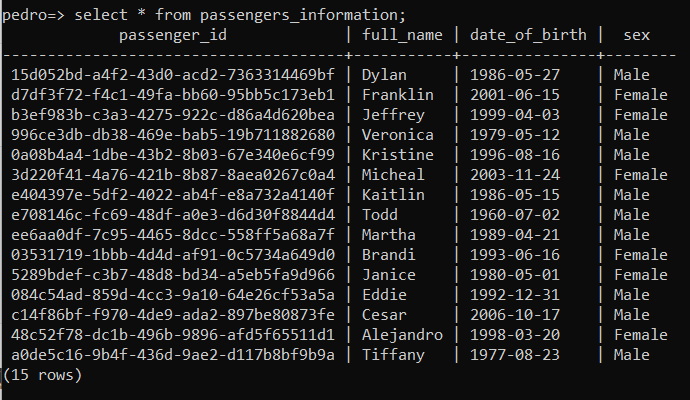 pedro=> select * from passengers_information;
passenger_id | full_name | date_of_birth | sex
--------------------------------------+-----------+---------------+--------
15d052bd-a4f2-43d0-acd2-7363314469bf | Dylan | 1986-05-27 | Male
d7df3f72-f4c1-49fa-bb60-95bb5c173eb1 | Franklin | 2001-06-15 | Female
b3ef983b-c3a3-4275-922c-d86a4d620bea | Jeffrey | 1999-04-03 | Female
996ce3db-db38-469e-bab5-19b711882680 | Veronica | 1979-05-12 | Male
0a08b4a4-1dbe-43b2-8b03-67e340e6cf99 | Kristine | 1996-08-16 | Male
3d220f41-4a76-421b-8b87-8aea0267c0a4 | Micheal | 2003-11-24 | Female
e404397e-5df2-4022-ab4f-e8a732a4140f | Kaitlin | 1986-05-15 | Male
e708146c-fc69-48df-a0e3-d6d30f8844d4 | Todd | 1960-07-02 | Male
ee6aa0df-7c95-4465-8dcc-558ff5a68a7f | Martha | 1989-04-21 | Male
03531719-1bbb-4d4d-af91-0c5734a649d0 | Brandi | 1993-06-16 | Female
5289bdef-c3b7-48d8-bd34-a5eb5fa9d966 | Janice | 1980-05-01 | Female
084c54ad-859d-4cc3-9a10-64e26cf53a5a | Eddie | 1992-12-31 | Male
c14f86bf-f970-4de9-ada2-897be80873fe | Cesar | 2006-10-17 | Male
48c52f78-dc1b-496b-9896-afd5f65511d1 | Alejandro | 1998-03-20 | Female
a0de5c16-9b4f-436d-9ae2-d117b8bf9b9a | Tiffany | 1977-08-23 | Male
(15 rows)